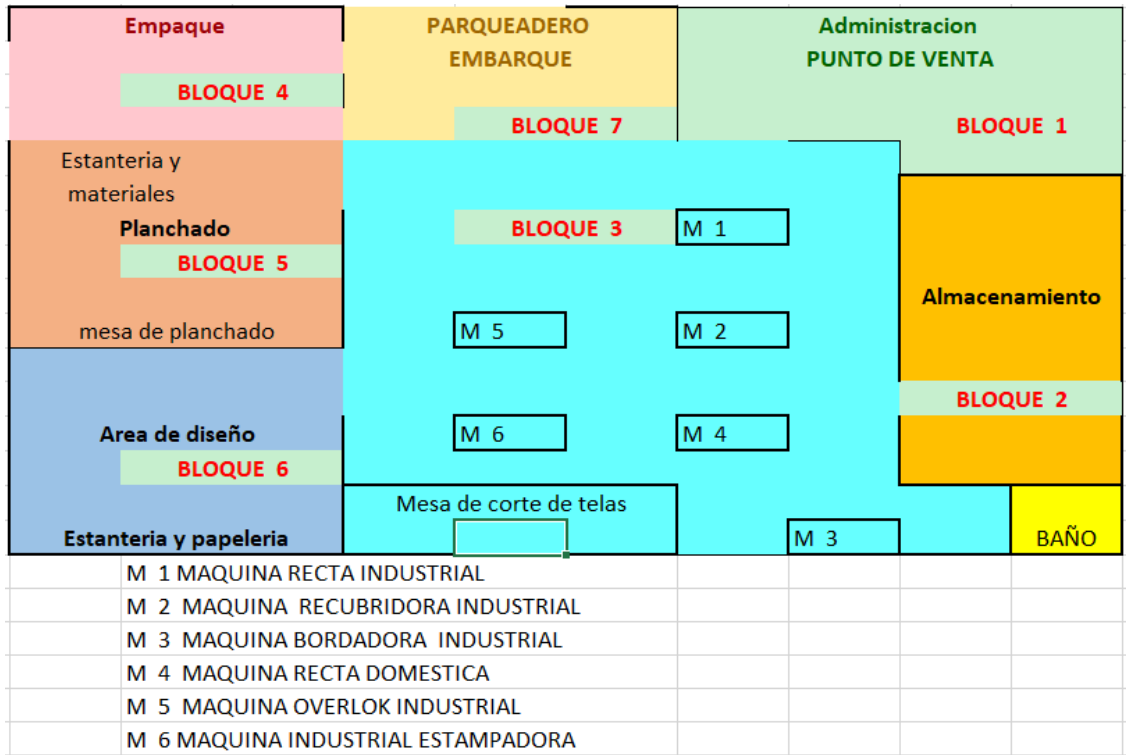 Empaque
PARQUEADERO
Administracion
EMBARQUE
PUNTO DE VENTA
BLOQUE 4
BLOQUE 7
BLOQUE 1
Estanteria y
materiales
Planchado
BLOQUE 3
M 1
BLOQUE 5
Almacenamiento
mesa de planchado
M 5
M 2
BLOQUE 2
Area de diseño
M 6
M 4
BLOQUE 6
Mesa de corte de telas
Estanteria y papeleria
M 3
BAÑO
M 1 MAQUINA RECTA INDUSTRIAL
M 2 MAQUINA RECUBRIDORA INDUSTRIAL
M 3 MAQUINA BORDADORA INDUSTRIAL
M 4 MAQUINA RECTA DOMESTICA
M 5 MAQUINA OVERLOK INDUSTRIAL
M 6 MAQUINA INDUSTRIAL ESTAMPADORA